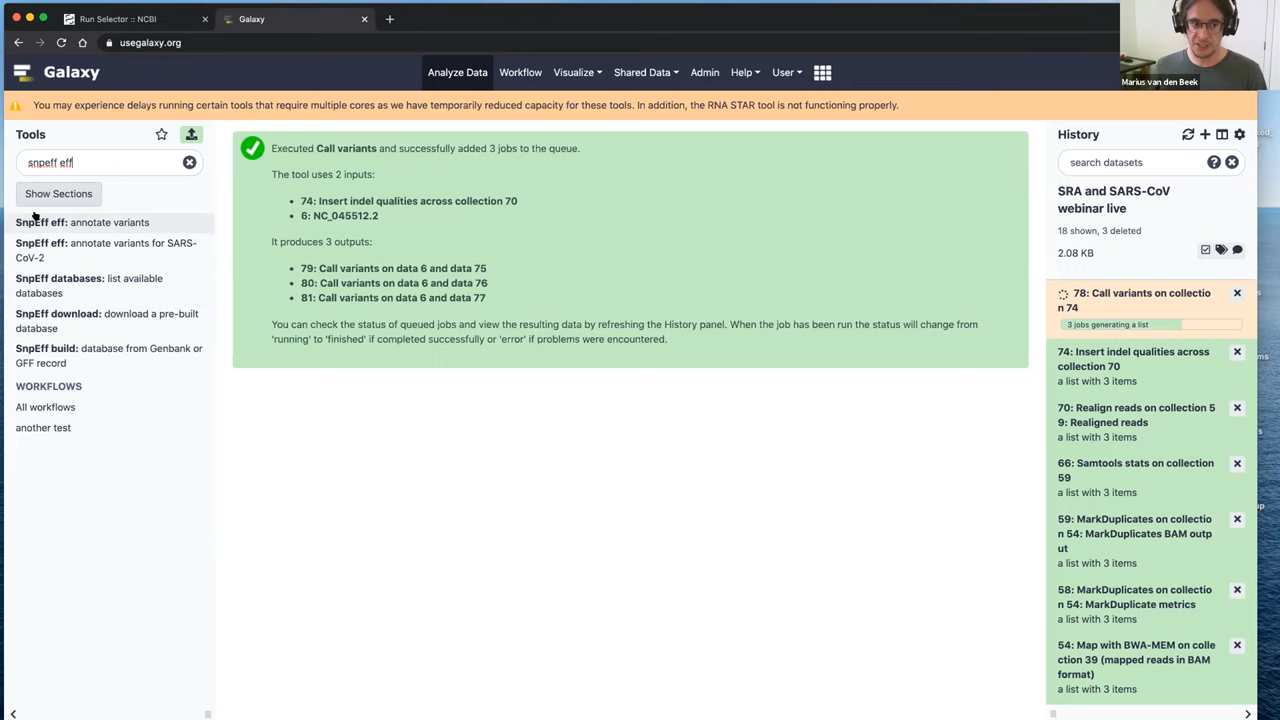 Run Selector :: NCBI
Galaxy
usegalaxy.org
Marius van den Beek
Galaxy
Analyze Data
Workflow
Visualize
Shared Data
Admin
Help
User
You may experience delays running certain tools that require multiple cores as we have temporarily reduced capacity for these tools. In addition, the RNA STAR tool is not functioning properly.
Tools
snpeff eff
Show Sections
SnpEff eff: annotate variants
SnpEff eff: annotate variants for SARS-
CoV-2
SnpEff databases: list available
databases
SnpEff download: download a pre-built
database
SnpEff build: database from Genbank or
GFF record
WORKFLOWS
All workflows
another test
Executed Call variants and successfully added 3 jobs to the queue.
The tool uses 2 inputs:
74: Insert indel qualities across collection 70
6: NC_045512.2
It produces 3 outputs:
79: Call variants on data 6 and data 75
80: Call variants on data 6 and data 76
81: Call variants on data 6 and data 77
You can check the status of queued jobs and view the resulting data by refreshing the History panel. When the job has been run the status will change from
'running' to 'finished' if completed successfully or 'error' if problems were encountered.
History
search datasets
SRA and SARS-CoV
webinar live
18 shown, 3 deleted
2.08 KB
78: Call variants on collectio
n 74
3 jobs generating a list
74: Insert indel qualities across
collection 70
a list with 3 items
70: Realign reads on collection 5
9: Realigned reads
a list with 3 items
66: Samtools stats on collection
59
a list with 3 items
59: MarkDuplicates on collectio
n 54: MarkDuplicates BAM outp
ut
a list with 3 items
58: MarkDuplicates on collectio
n 54: MarkDuplicate metrics
a list with 3 items
54: Map with BWA-MEM on colle
ction 39 (mapped reads in BAM
format)
a list with 3 items